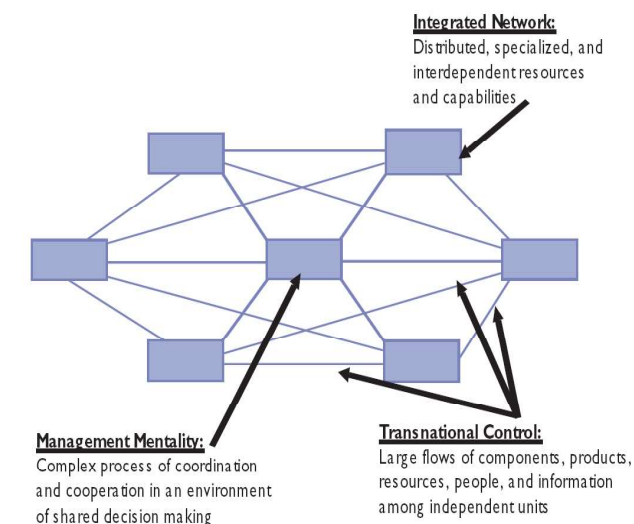 Integrated Network:
Distributed, specialized, and
interdependent resources
and capabilities
Management Mentality:
Complex process of coordination
and cooperation in an environment
of shared decision making
Transnational Control:
Large flows of components, products,
resources, people, and information
among independent units